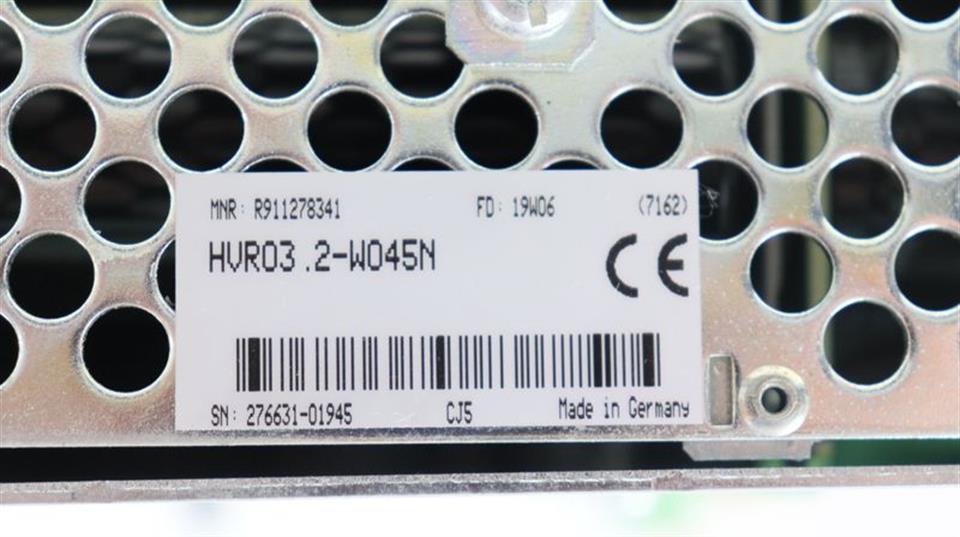 MNR: R911278341 FD: 19W06 (7162)
HVR03.2-W045N CE
SN: 276631-01945 CJ5 Made in Germany